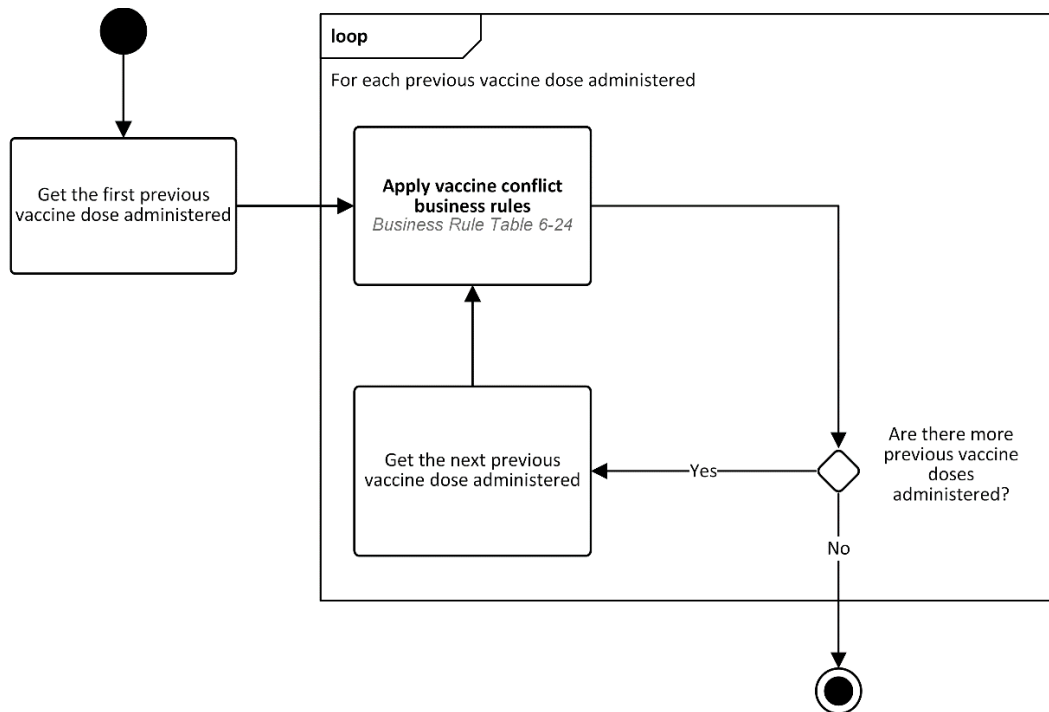 loop
For each previous vaccine dose administered
Get the first previous
vaccine dose administered
Apply vaccine conflict
business rules
Business Rule Table 6-24
Get the next previous
vaccine dose administered
Yes
Are there more
previous vaccine
doses
administered?
No